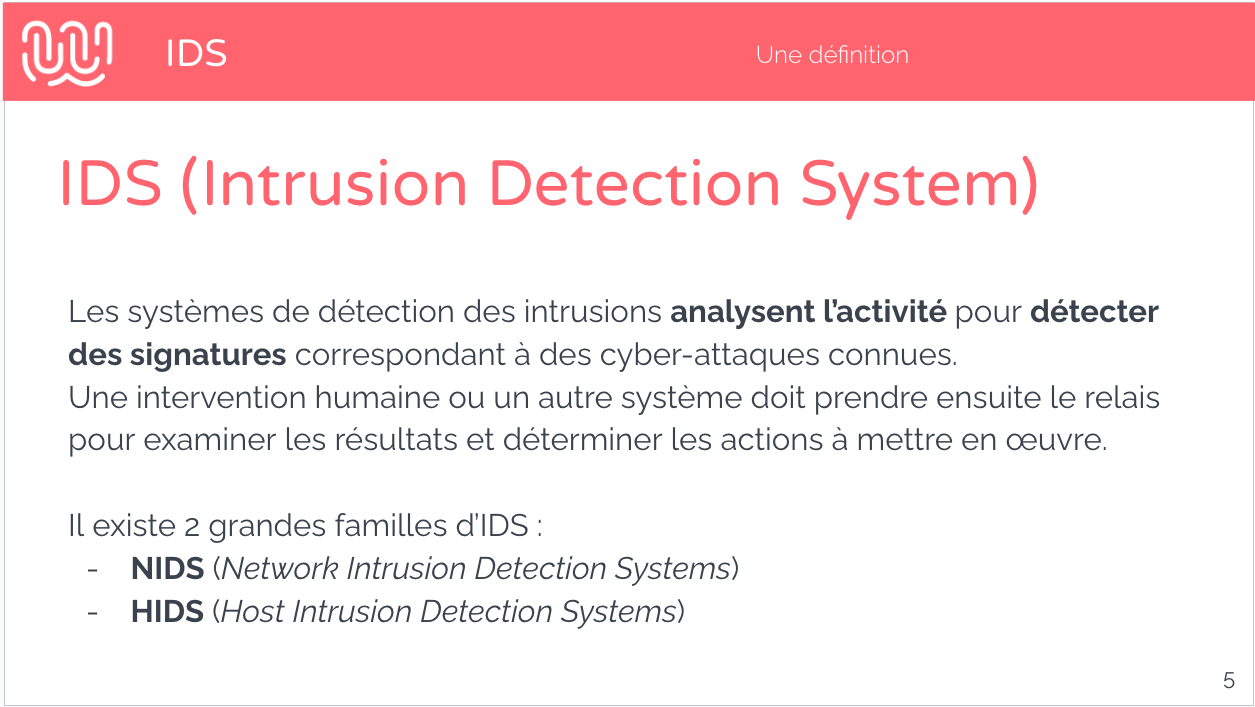 IDS
Une définition
IDS (Intrusion Detection System)
Les systèmes de détection des intrusions analysent l’activité pour détecter
des signatures correspondant à des cyber-attaques connues.
Une intervention humaine ou un autre système doit prendre ensuite le relais
pour examiner les résultats et déterminer les actions à mettre en œuvre.
Il existe 2 grandes familles d’IDS :
- NIDS (Network Intrusion Detection Systems)
- HIDS (Host Intrusion Detection Systems)
5